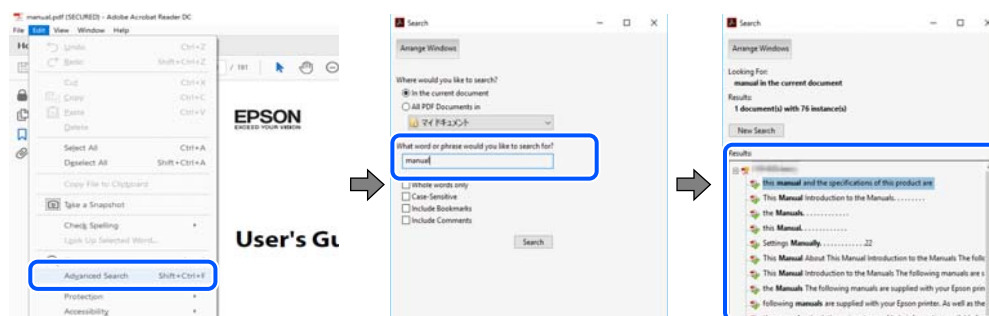 manual.pdf (SECURED) - Adobe Acrobat Reader DC
File Edit View Window Help
Undo Ctrl+Z
Redo Shift+Ctrl+Z
Cut Ctrl+X
Copy Ctrl+C
Paste Ctrl+V
Delete
Select All Ctrl+A
Deselect All Shift+Ctrl+A
Copy File to Clipboard
Take a Snapshot
Check Spelling
Look Up Selected Word...
Advanced Search Shift+Ctrl+F
Protection
Accessibility
/ 181
EPSON
EXCEED YOUR VISION
User's Gu
Search
Arrange Windows
Where would you like to search?
In the current document
All PDF Documents in
マイ ドキュメント
What word or phrase would you like to search for?
manual
Whole words only
Case-Sensitive
Include Bookmarks
Include Comments
Search
Search
Arrange Windows
Looking For:
manual in the current document
Results:
1 document(s) with 76 instance(s)
New Search
Results:
this manual and the specifications of this product are
This Manual Introduction to the Manuals. . . . . . . . .
the Manuals. . . . . . . . . . . .
this Manual. . . . . . . . . . . .
Settings Manually. . . . . . . . . . . .22
This Manual About This Manual Introduction to the Manuals The follo
This Manual Introduction to the Manuals The following manuals are s
the Manuals The following manuals are supplied with your Epson prin
following manuals are supplied with your Epson printer. As well as the